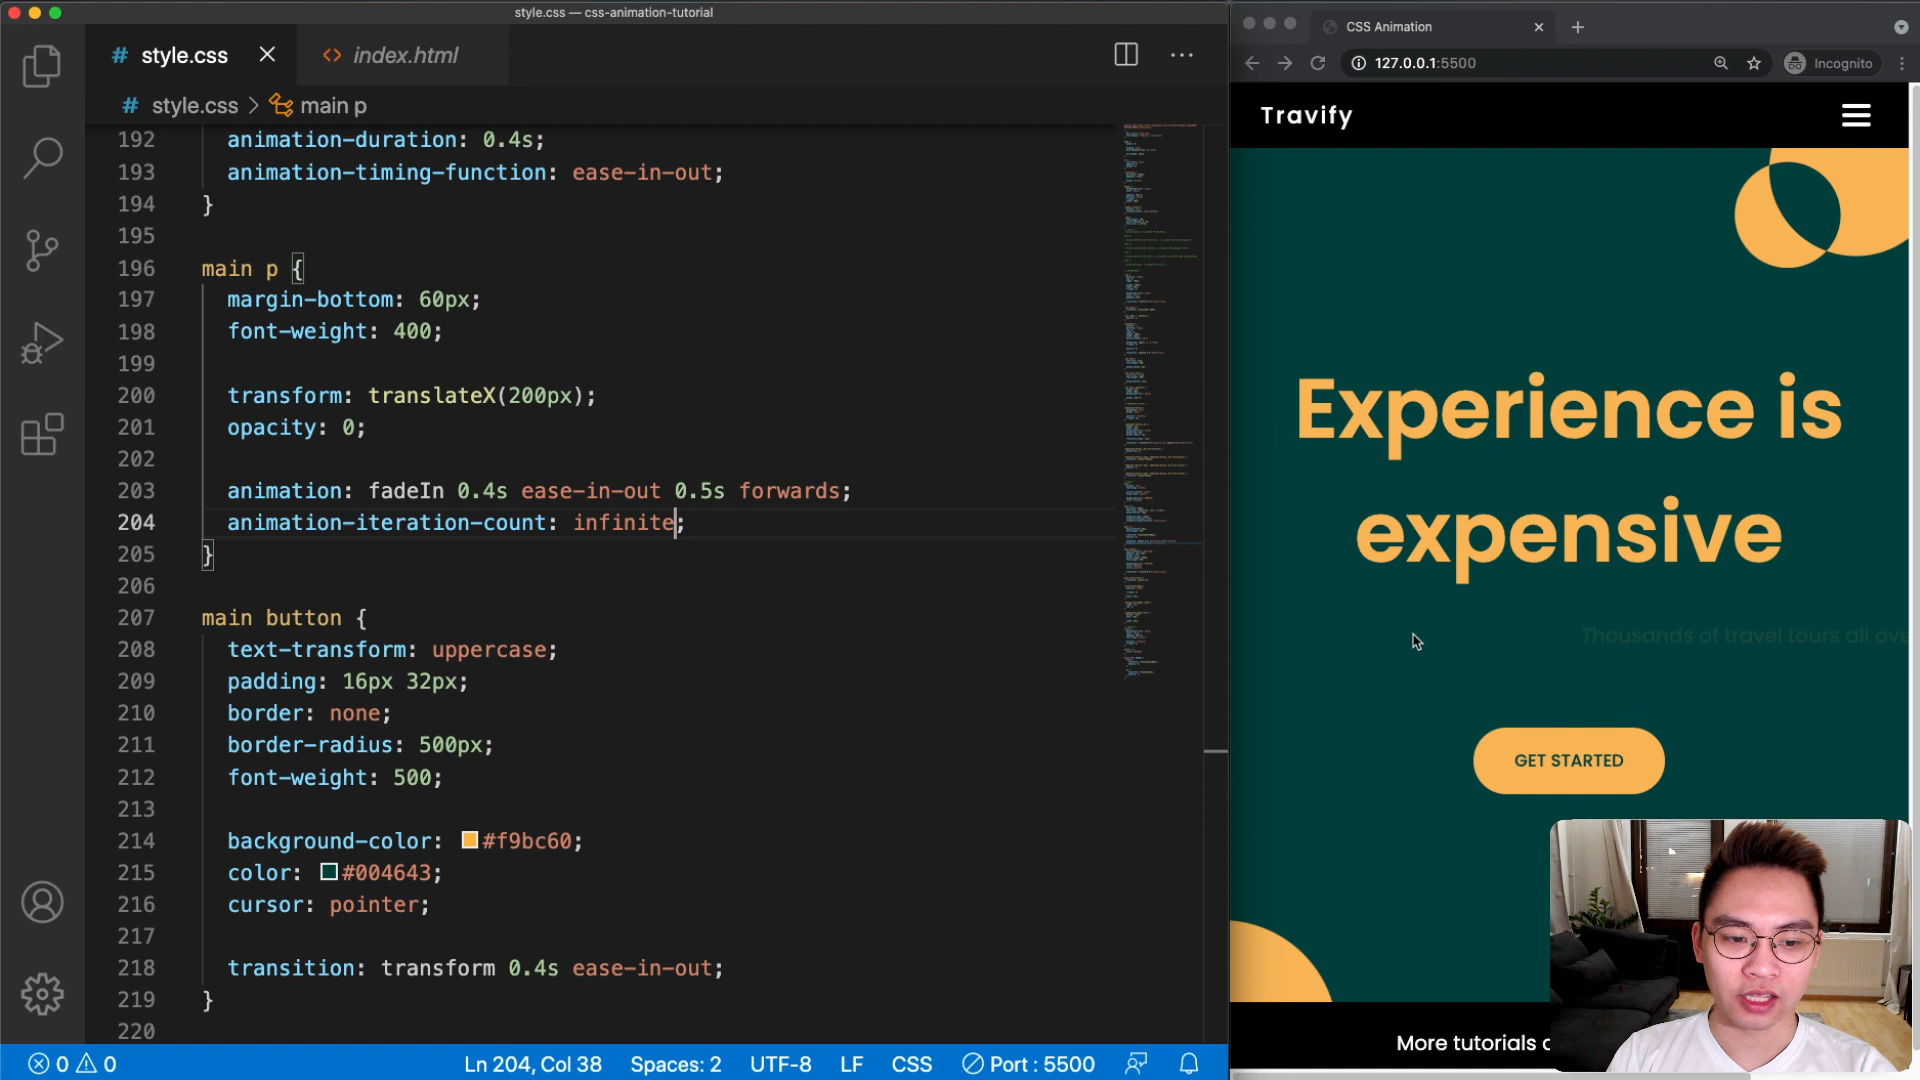 style.css — css-animation-tutorial
# style.css
<> index.html
# style.css > main p
192 animation-duration: 0.4s;
193 animation-timing-function: ease-in-out;
194 }
195
196 main p {
197 margin-bottom: 60px;
198 font-weight: 400;
199
200 transform: translateX(200px);
201 opacity: 0;
202
203 animation: fadeIn 0.4s ease-in-out 0.5s forwards;
204 animation-iteration-count: infinite;
205 }
206
207 main button {
208 text-transform: uppercase;
209 padding: 16px 32px;
210 border: none;
211 border-radius: 500px;
212 font-weight: 500;
213
214 background-color: #f9bc60;
215 color: #004643;
216 cursor: pointer;
217
218 transition: transform 0.4s ease-in-out;
219 }
220
0 0
Ln 204, Col 38
Spaces: 2
UTF-8
LF
CSS
Port : 5500
CSS Animation
127.0.0.1:5500
Incognito
Travify
Experience is
expensive
Thousands of travel tours all ove
GET STARTED
More tutorials